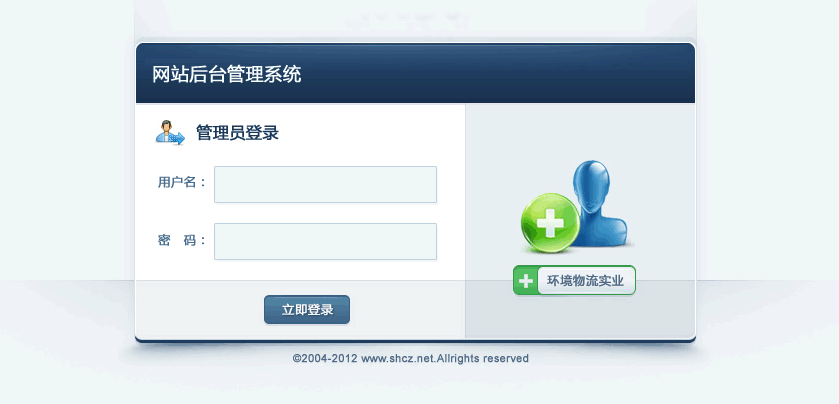 网站后台管理系统
管理员登录
用户名：
密 码：
环境物流实业
立即登录
©2004-2012 www.shcz.net.Allrights reserved